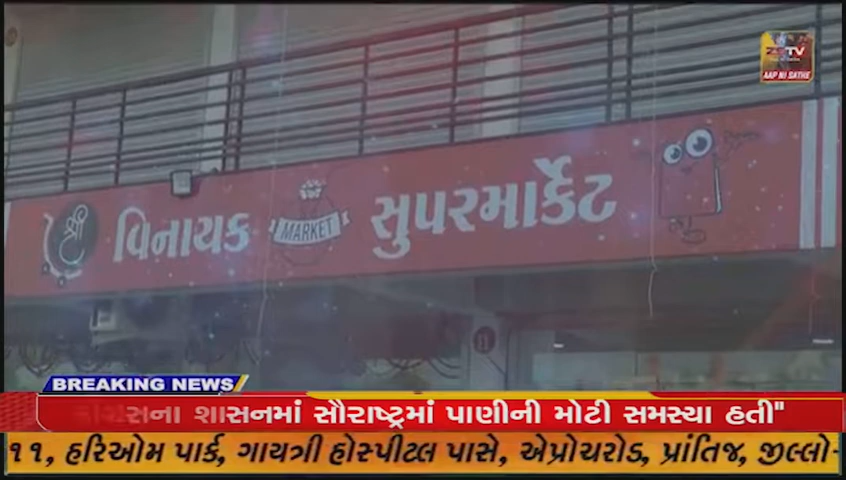 AAP NI SATHE
શ્રી વિનાયક MARKET સુપરમાર્કેટ
11
BREAKING NEWS
શાસનમાં સૌરાષ્ટ્રમાં પાણીની મોટી સમસ્યા હતી"
૧૧, હરિઓમ પાર્ક, ગાયત્રી હોસ્પીટલ પાસે, એપ્રોચરોડ, પ્રાંતિજ, જીલ્લો-